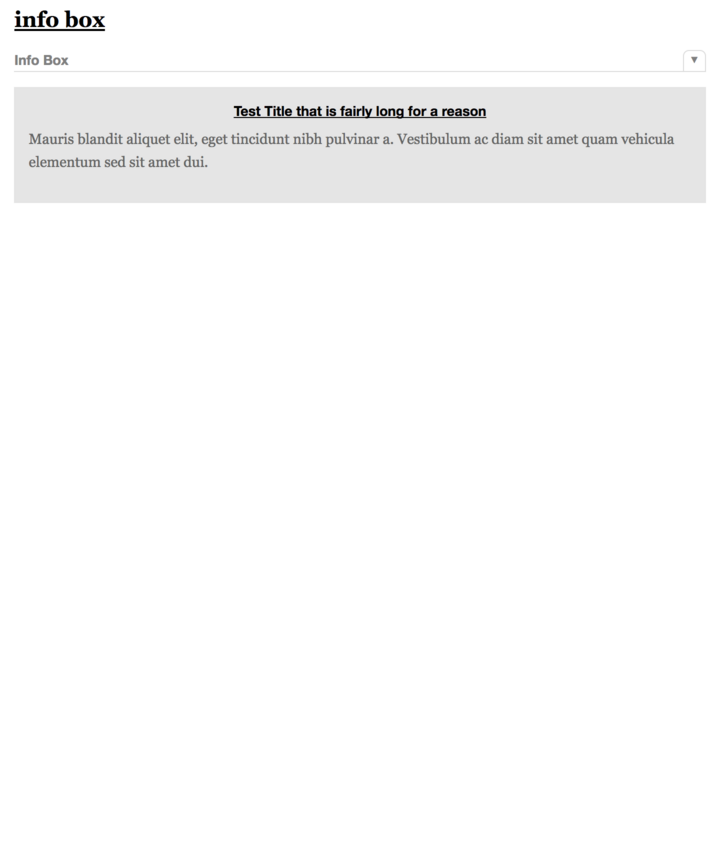 info box
Info Box
▼
Test Title that is fairly long for a reason
Mauris blandit aliquet elit, eget tincidunt nibh pulvinar a. Vestibulum ac diam sit amet quam vehicula
elementum sed sit amet dui.